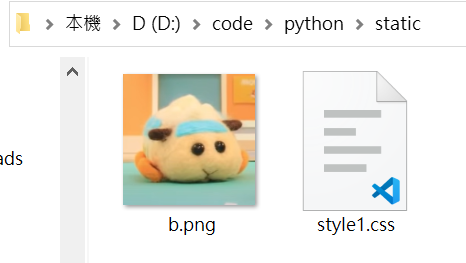 本機 > D (D:) > code > python > static
ads
b.png
style1.css